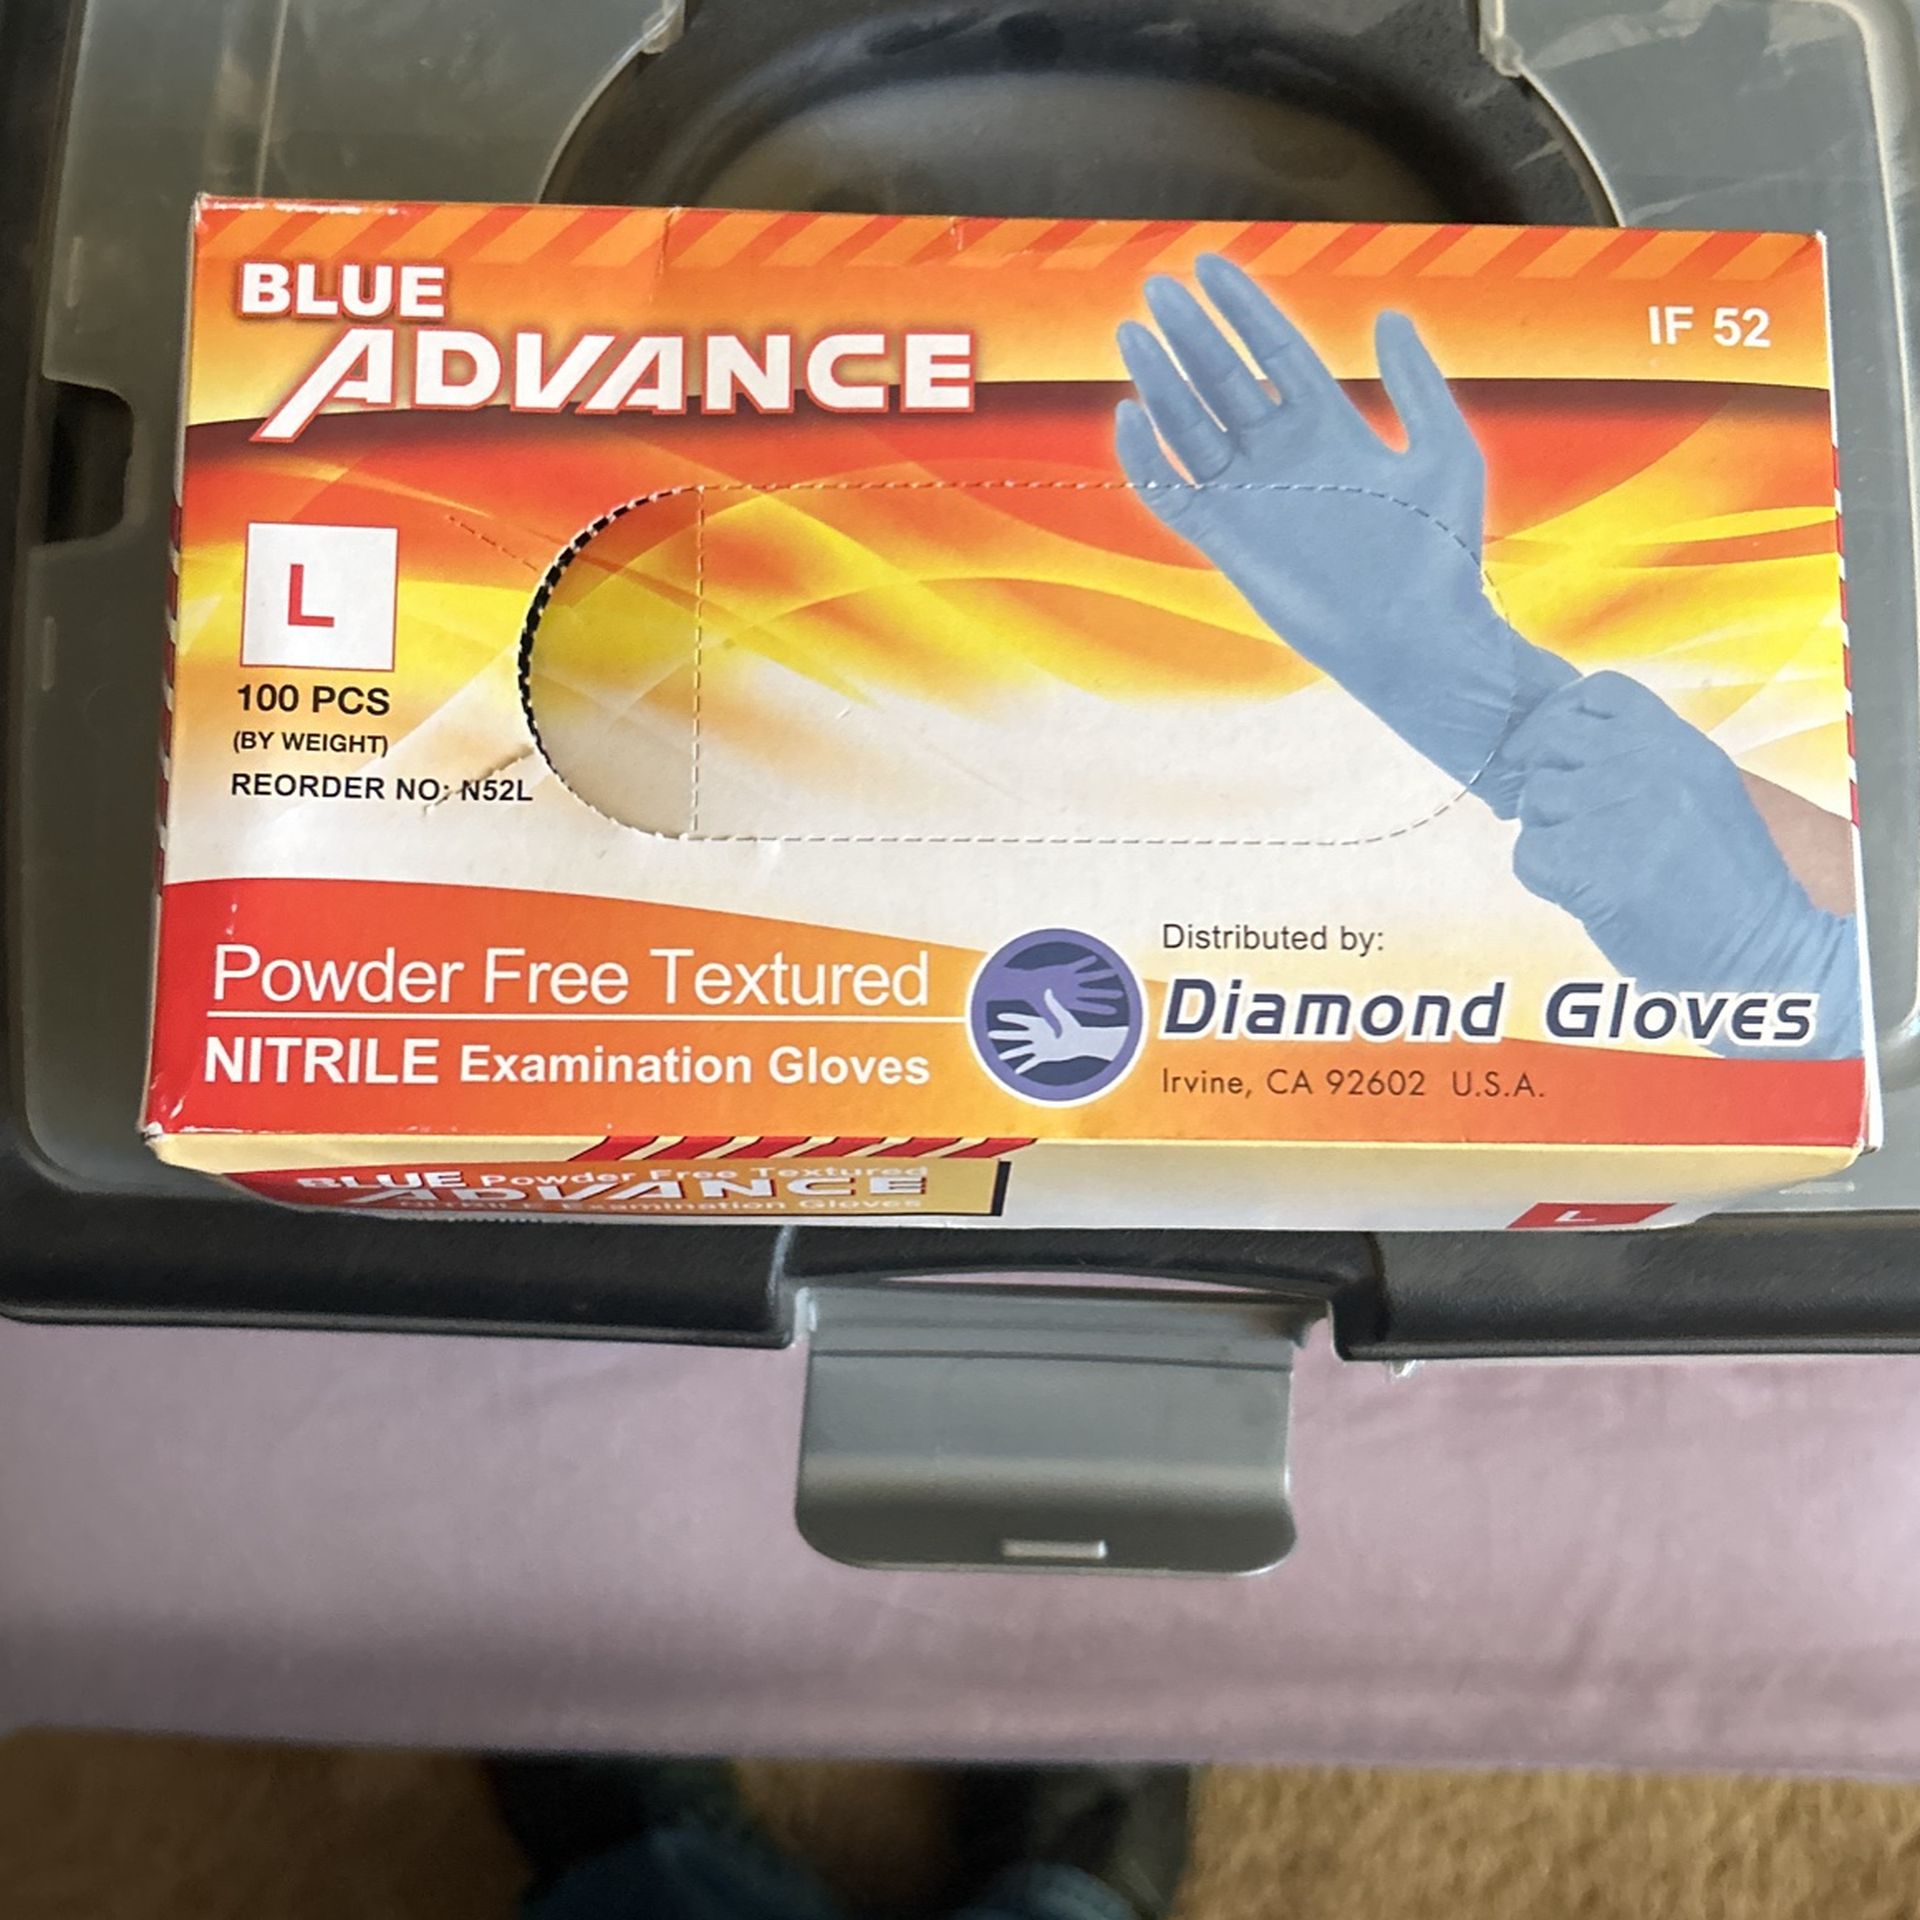 BLUE
ADVANCE
IF 52
L
100 PCS
(BY WEIGHT)
REORDER NO: N52L
Powder Free Textured
NITRILE Examination Gloves
Distributed by:
Diamond Gloves
Irvine, CA 92602 U.S.A.
BLUE Powder Free Textured
ADVANCE
NITRILE Examination Gloves
L